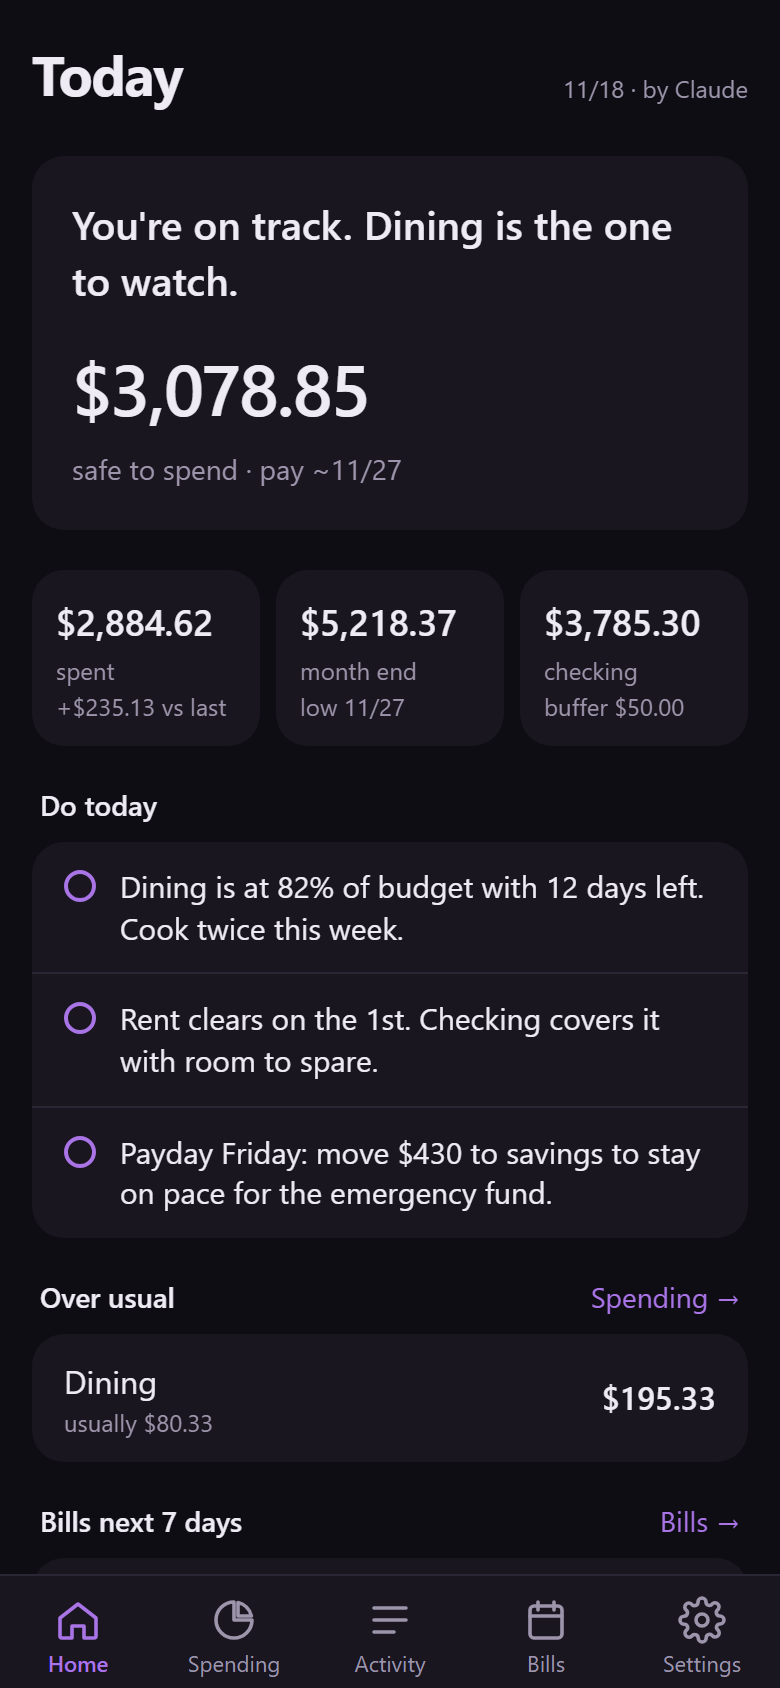 Today
11/18 · by Claude
You're on track. Dining is the one
to watch.
$3,078.85
safe to spend · pay ~11/27
$2,884.62
spent
+$235.13 vs last
$5,218.37
month end
low 11/27
$3,785.30
checking
buffer $50.00
Do today
Dining is at 82% of budget with 12 days left.
Cook twice this week.
Rent clears on the 1st. Checking covers it
with room to spare.
Payday Friday: move $430 to savings to stay
on pace for the emergency fund.
Over usual
Spending →
Dining
usually $80.33
$195.33
Bills next 7 days
Bills →
Home
Spending
Activity
Bills
Settings